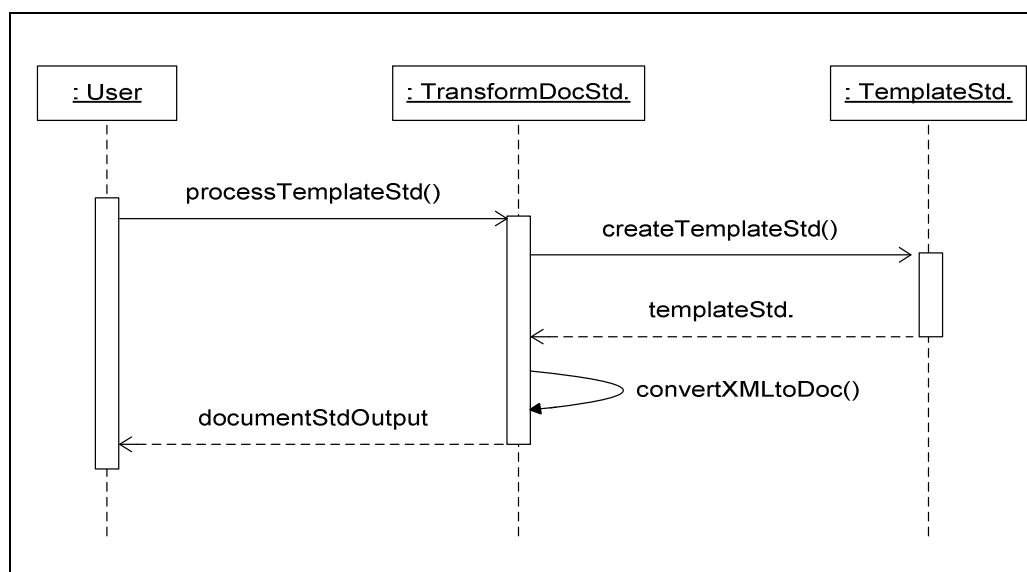 : User
: TransformDocStd.
: TemplateStd.
processTemplateStd()
createTemplateStd()
templateStd.
convertXMLtoDoc()
documentStdOutput